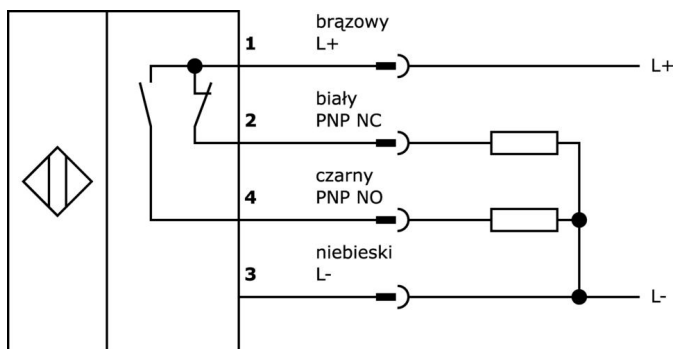 brązowy
1 L+ L+
biały
2 PNP NC
czarny
4 PNP NO
niebieski
3 L- L-